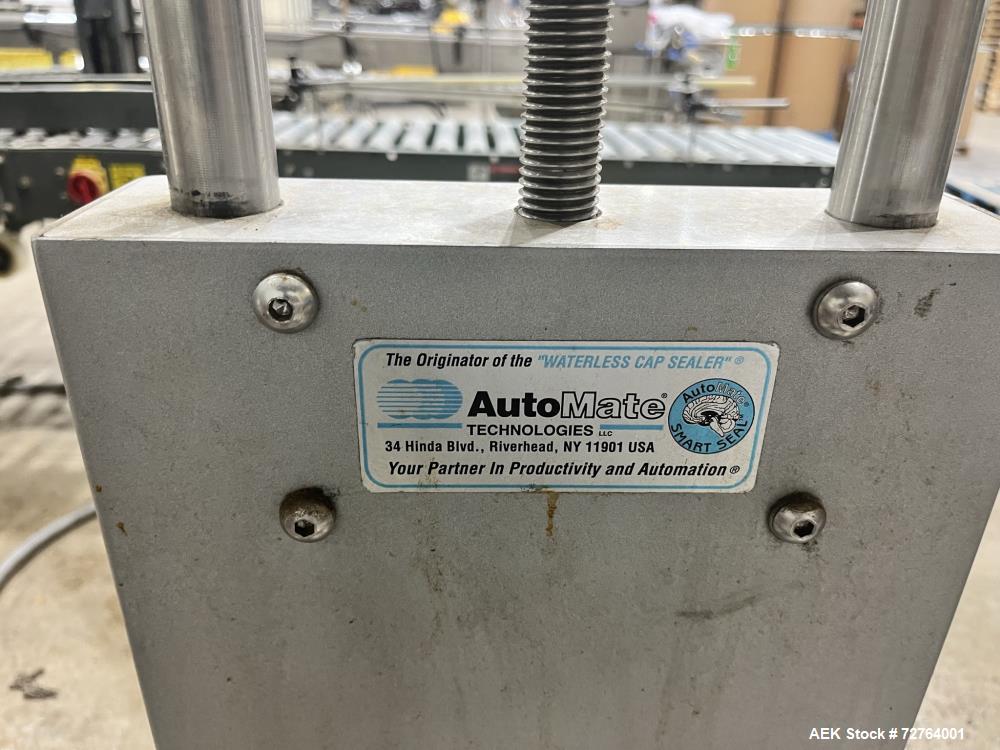 The Originator of the "WATERLESS CAP SEALER" ®
AutoMate®
TECHNOLOGIES LLC
34 Hinda Blvd., Riverhead, NY 11901 USA
Your Partner In Productivity and Automation ®
AutoMate®
SMART SEAL
AEK Stock # 72764001